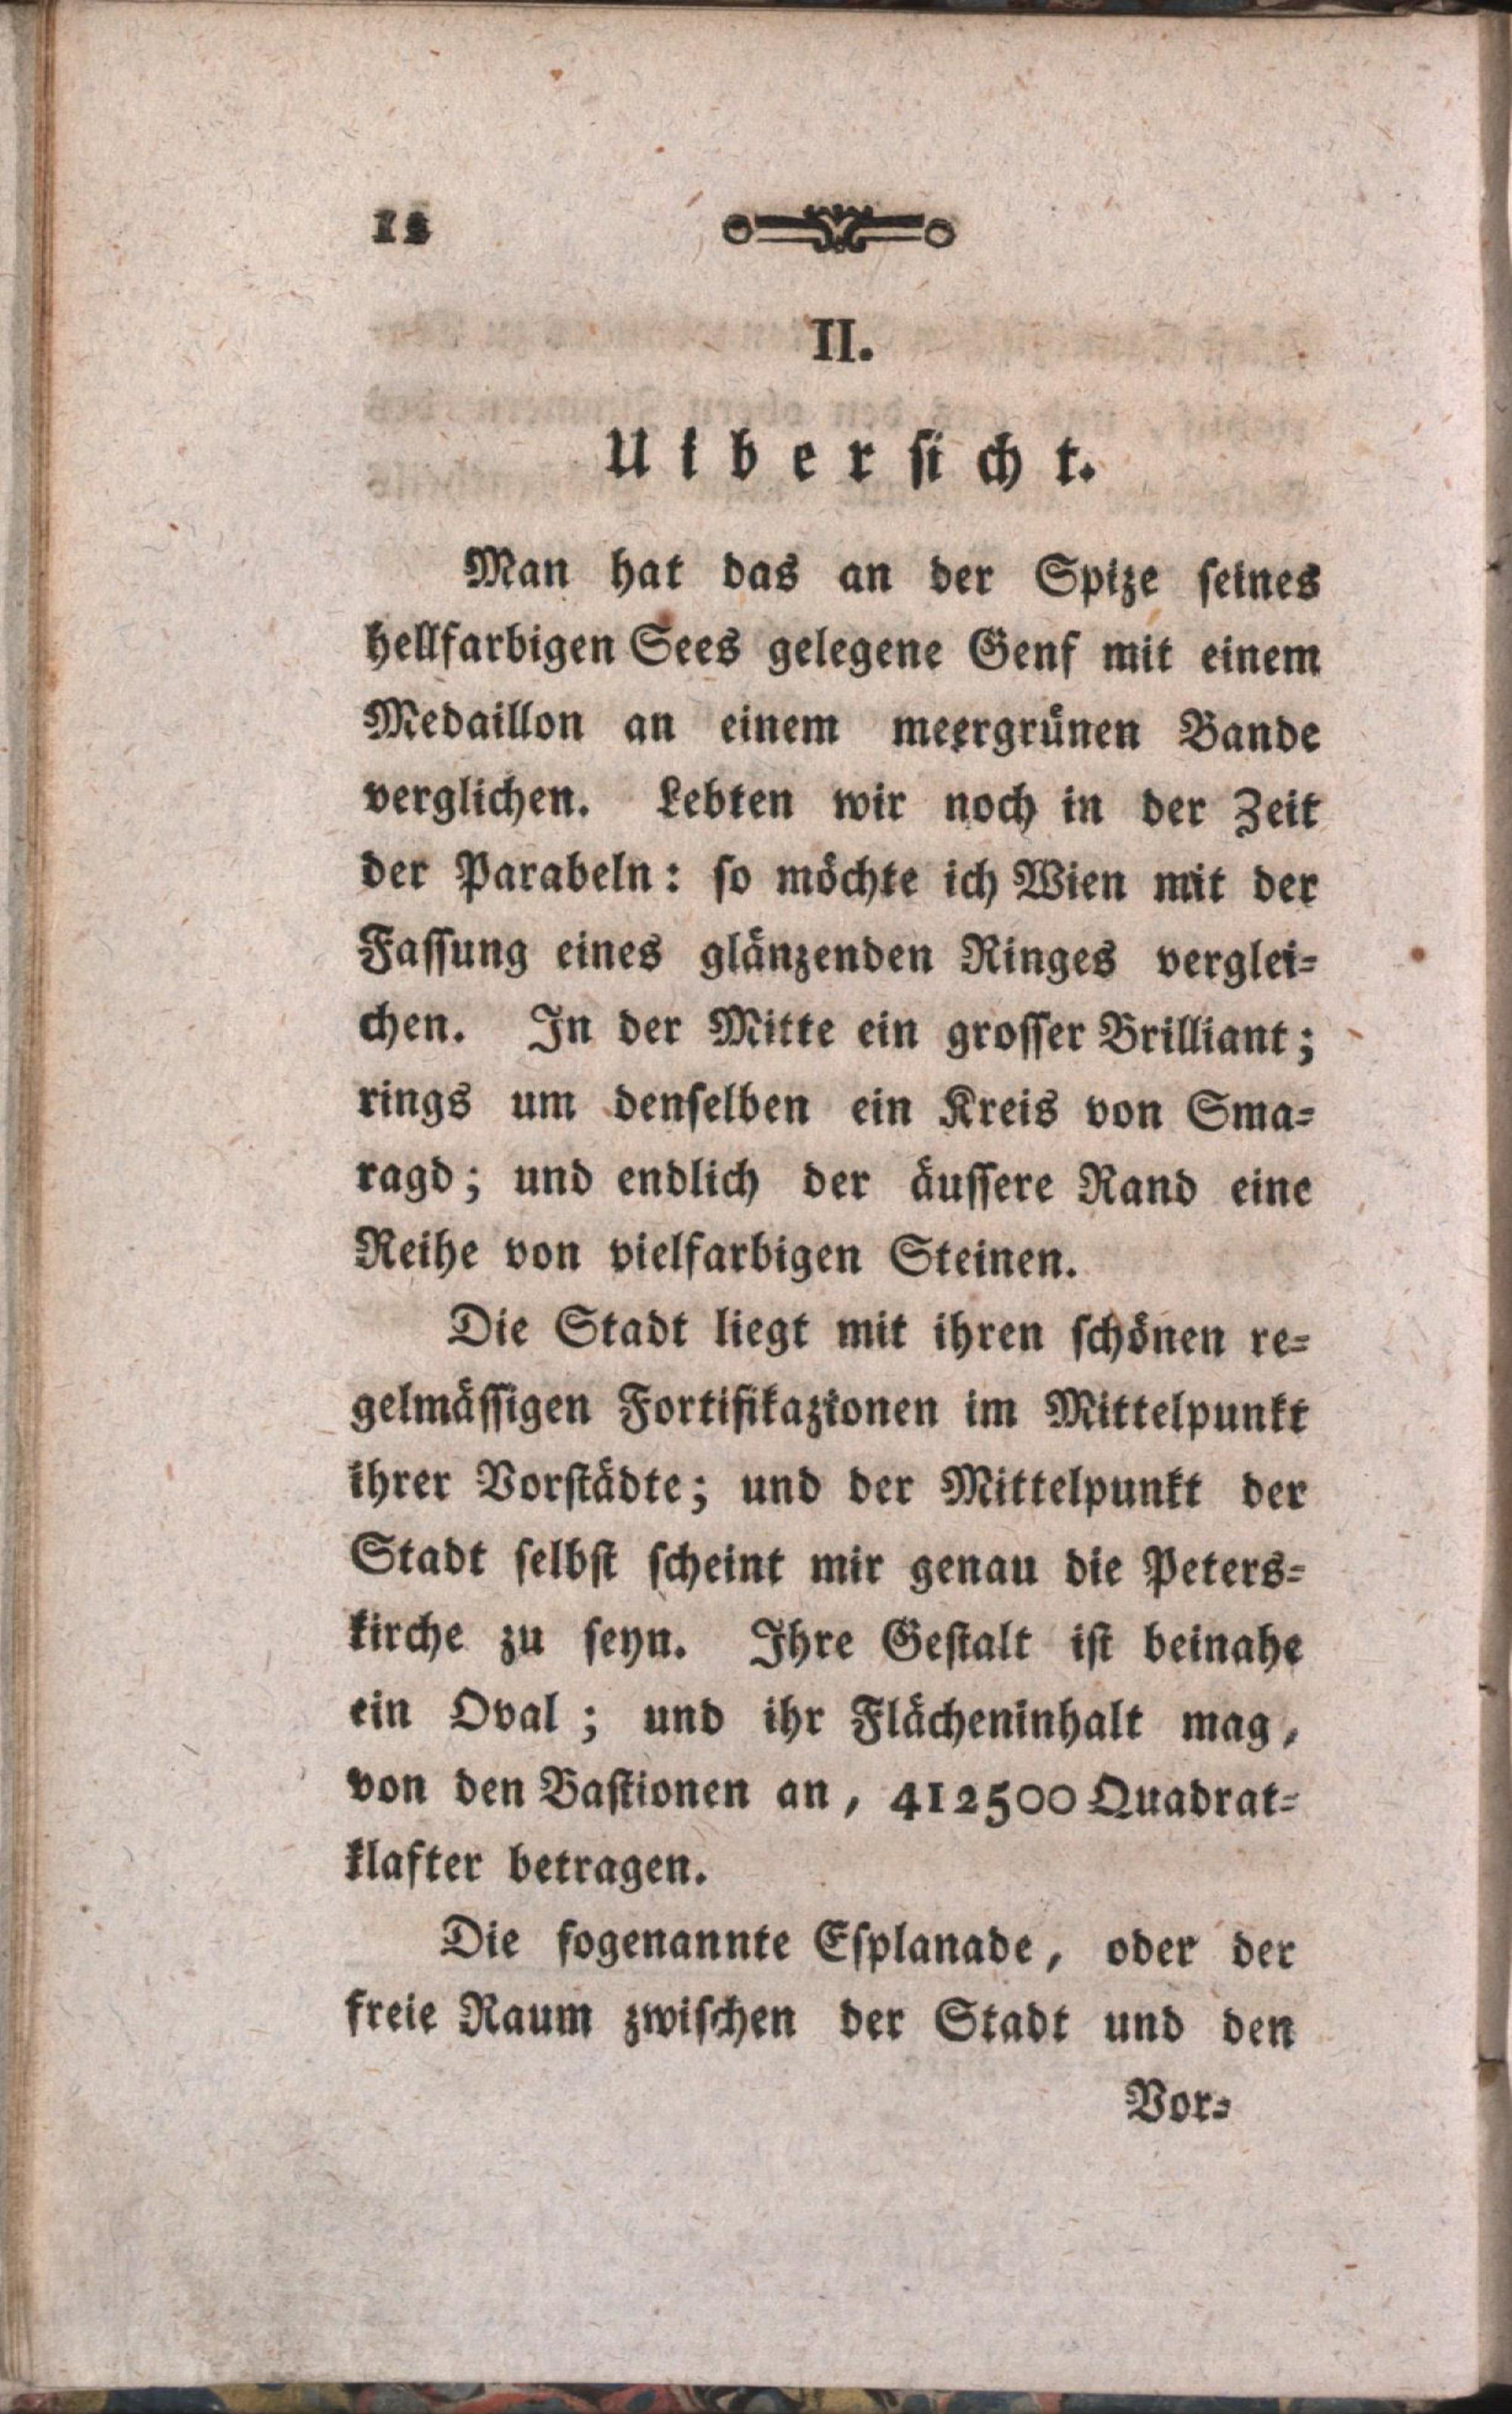 12
II.
Uibersicht.
Man hat das an der Spize seines
hellfarbigen Sees gelegene Genf mit einem
Medaillon an einem meergrünen Bande
verglichen. Lebten wir noch in der Zeit
der Parabeln: so möchte ich Wien mit der
Fassung eines glänzenden Ringes verglei=
chen. In der Mitte ein grosser Brilliant;
rings um denselben ein Kreis von Sma=
ragd; und endlich der äussere Rand eine
Reihe von vielfarbigen Steinen.
Die Stadt liegt mit ihren schönen re=
gelmässigen Fortifikazionen im Mittelpunkt
ihrer Vorstädte; und der Mittelpunkt der
Stadt selbst scheint mir genau die Peters=
kirche zu seyn. Ihre Gestalt ist beinahe
ein Oval; und ihr Flächeninhalt mag,
von den Bastionen an, 412500 Quadrat=
klafter betragen.
Die sogenannte Esplanade, oder der
freie Raum zwischen der Stadt und den
Vor=